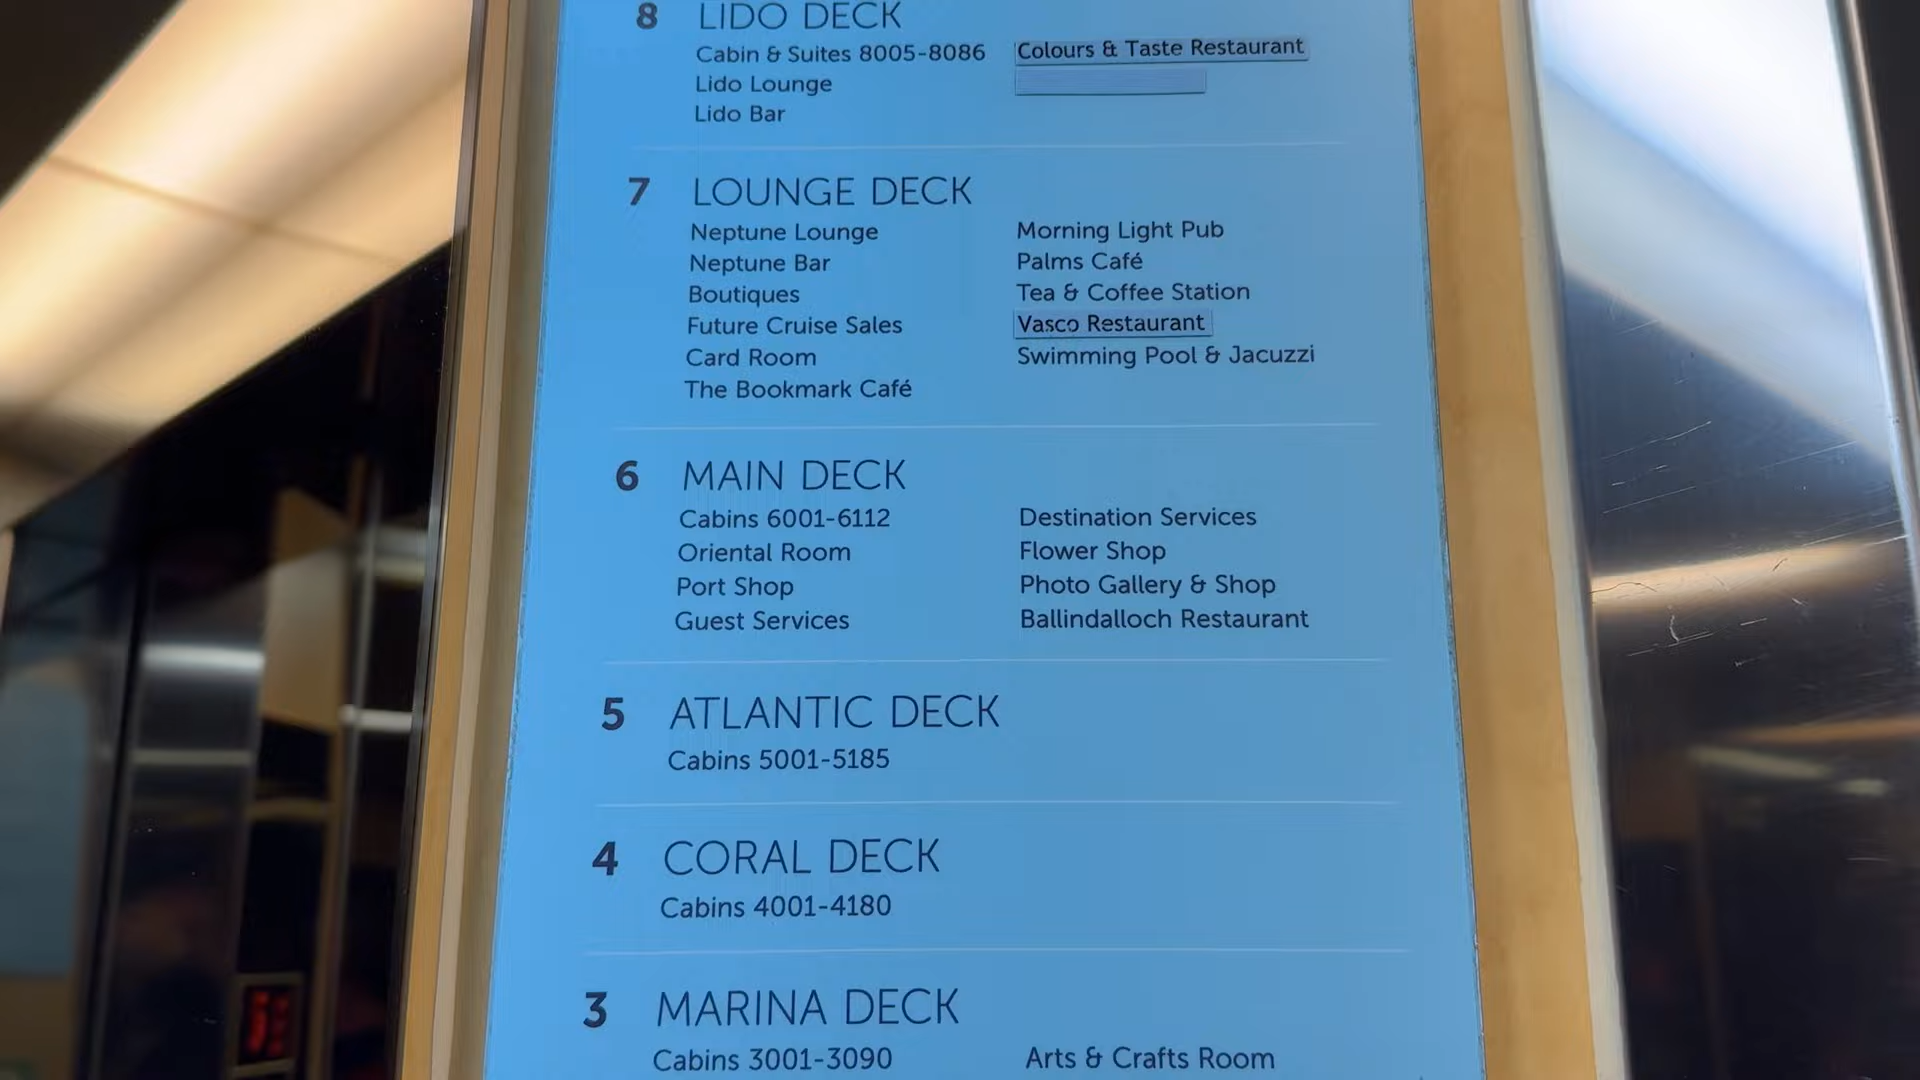 8 LIDO DECK
Cabin & Suites 8005-8086
Lido Lounge
Lido Bar
Colours & Taste Restaurant
7 LOUNGE DECK
Neptune Lounge
Neptune Bar
Boutiques
Future Cruise Sales
Card Room
The Bookmark Café
Morning Light Pub
Palms Café
Tea & Coffee Station
Vasco Restaurant
Swimming Pool & Jacuzzi
6 MAIN DECK
Cabins 6001-6112
Oriental Room
Port Shop
Guest Services
Destination Services
Flower Shop
Photo Gallery & Shop
Ballindalloch Restaurant
5 ATLANTIC DECK
Cabins 5001-5185
4 CORAL DECK
Cabins 4001-4180
3 MARINA DECK
Cabins 3001-3090
Arts & Crafts Room